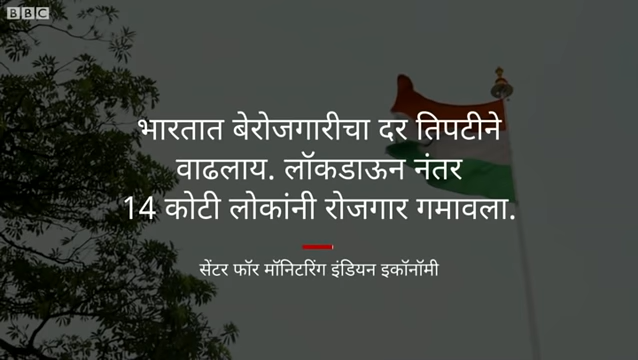 BBC
भारतात बेरोजगारीचा दर तिपटीने
वाढलाय. लॉकडाऊन नंतर
14 कोटी लोकांनी रोजगार गमावला.
सेंटर फॉर मॉनिटरिंग इंडियन इकॉनॉमी